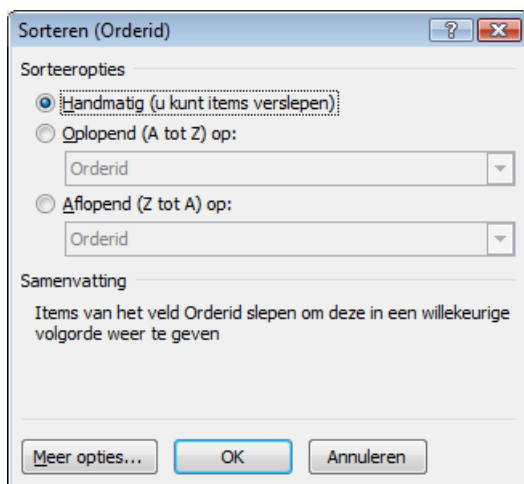 Sorteren (Orderid)
Sorteeropties
Handmatig (u kunt items verslepen)
Oplopend (A tot Z) op:
Orderid
Aflopend (Z tot A) op:
Orderid
Samenvatting
Items van het veld Orderid slepen om deze in een willekeurige
volgorde weer te geven
Meer opties... OK Annuleren